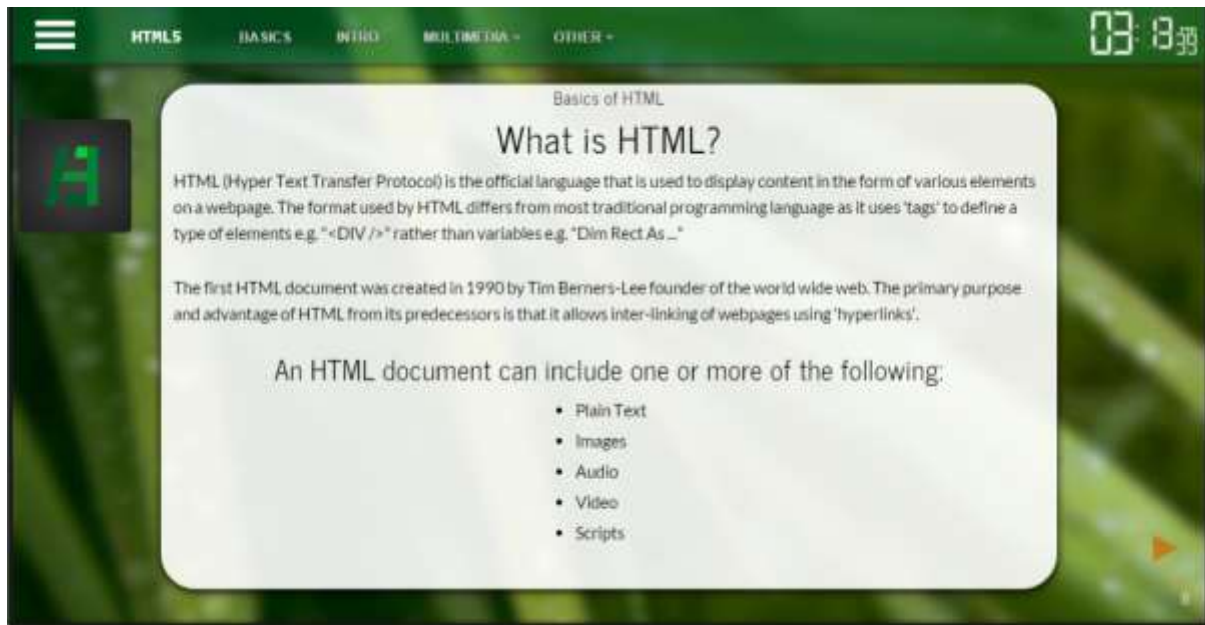 HTML5 BASICS INTRO MULTIMEDIA OTHER
03:13 39
Basics of HTML
What is HTML?
HTML (Hyper Text Transfer Protocol) is the official language that is used to display content in the form of various elements
on a webpage. The format used by HTML differs from most traditional programming language as it uses 'tags' to define a
type of elements e.g. "<DIV />" rather than variables e.g. "Dim Rect As ..."
The first HTML document was created in 1990 by Tim Berners-Lee founder of the world wide web. The primary purpose
and advantage of HTML from its predecessors is that it allows inter-linking of webpages using 'hyperlinks'.
An HTML document can include one or more of the following:
• Plain Text
• Images
• Audio
• Video
• Scripts